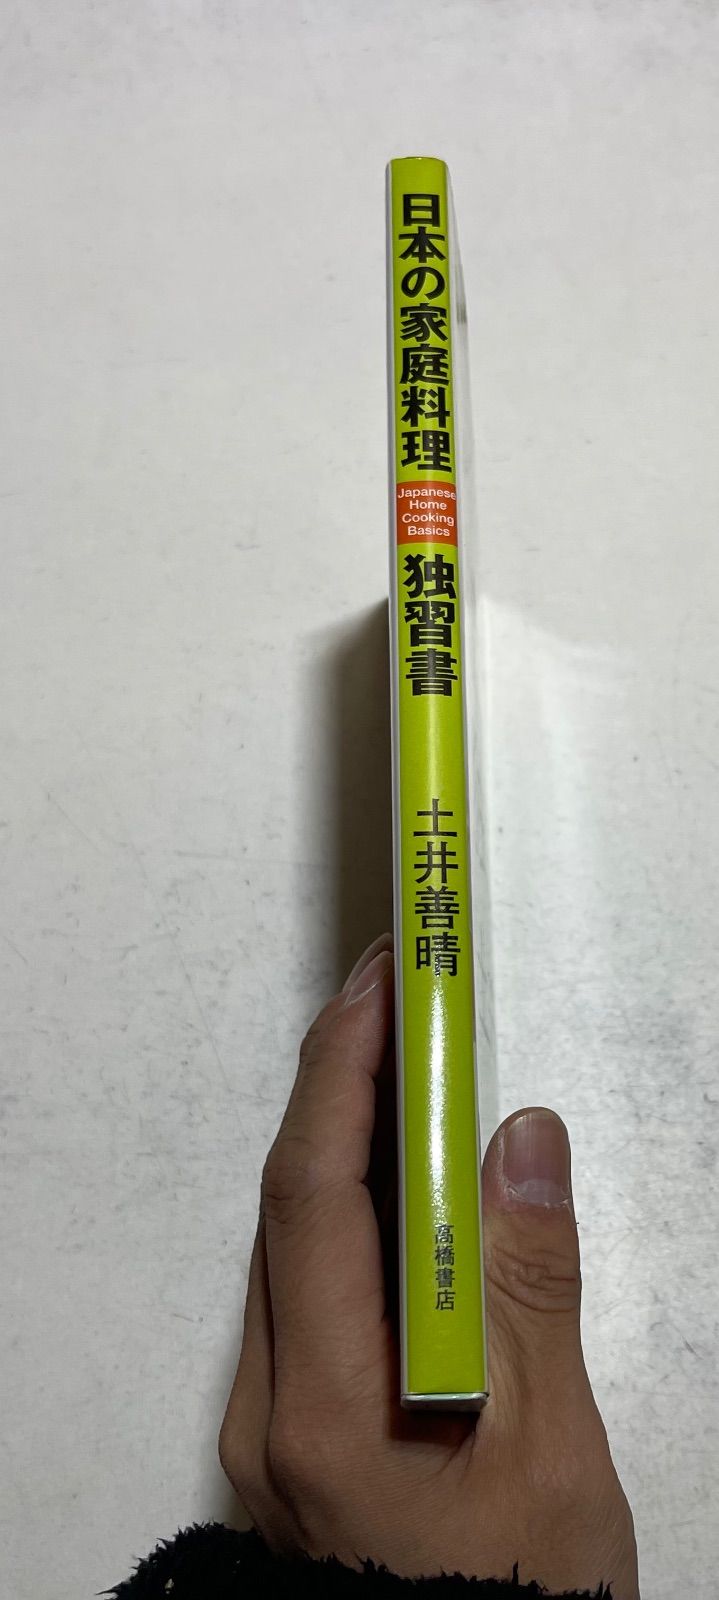 日本の家庭料理
Japanese
Home
Cooking
Basics
独習書
土井善晴
高橋書店